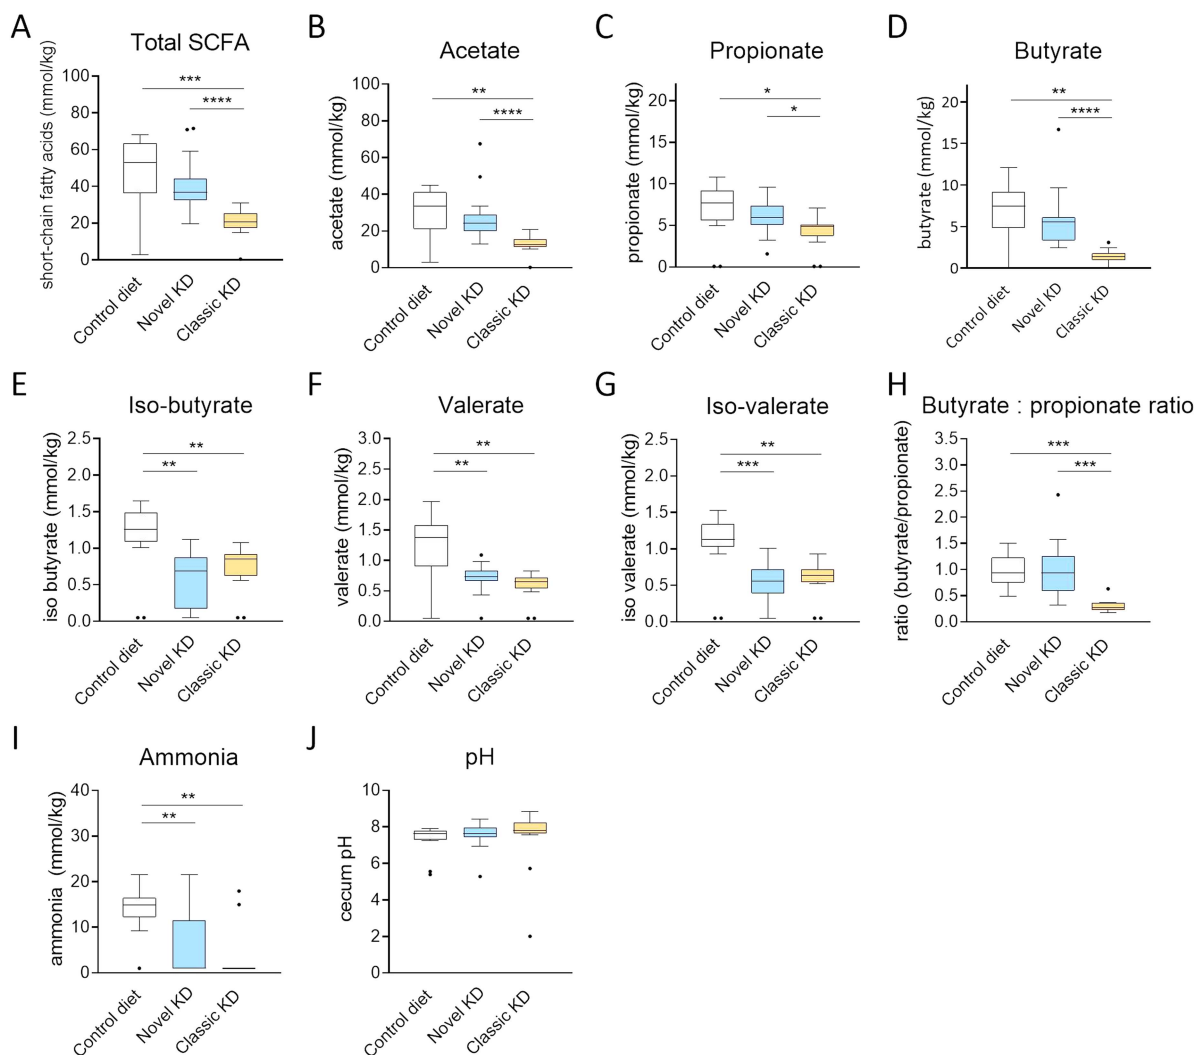 A
Total SCFA
short-chain fatty acids (mmol/kg)
100
80
60
40
20
0
***
****
Control diet
Novel KD
Classic KD
B
Acetate
acetate (mmol/kg)
100
80
60
40
20
0
**
****
Control diet
Novel KD
Classic KD
C
Propionate
propionate (mmol/kg)
20
15
10
5
0
*
*
Control diet
Novel KD
Classic KD
D
Butyrate
butyrate (mmol/kg)
20
15
10
5
0
**
****
Control diet
Novel KD
Classic KD
E
Iso-butyrate
iso butyrate (mmol/kg)
2.5
2.0
1.5
1.0
0.5
0.0
**
**
Control diet
Novel KD
Classic KD
F
Valerate
valerate (mmol/kg)
3.0
2.5
2.0
1.5
1.0
0.5
0.0
**
**
Control diet
Novel KD
Classic KD
G
Iso-valerate
iso valerate (mmol/kg)
2.5
2.0
1.5
1.0
0.5
0.0
**
***
Control diet
Novel KD
Classic KD
H
Butyrate : propionate ratio
ratio (butyrate/propionate)
3.5
3.0
2.5
2.0
1.5
1.0
0.5
0.0
***
***
Control diet
Novel KD
Classic KD
I
Ammonia
ammonia (mmol/kg)
40
30
20
10
0
**
**
Control diet
Novel KD
Classic KD
J
pH
cecum pH
10
8
6
4
2
0
Control diet
Novel KD
Classic KD